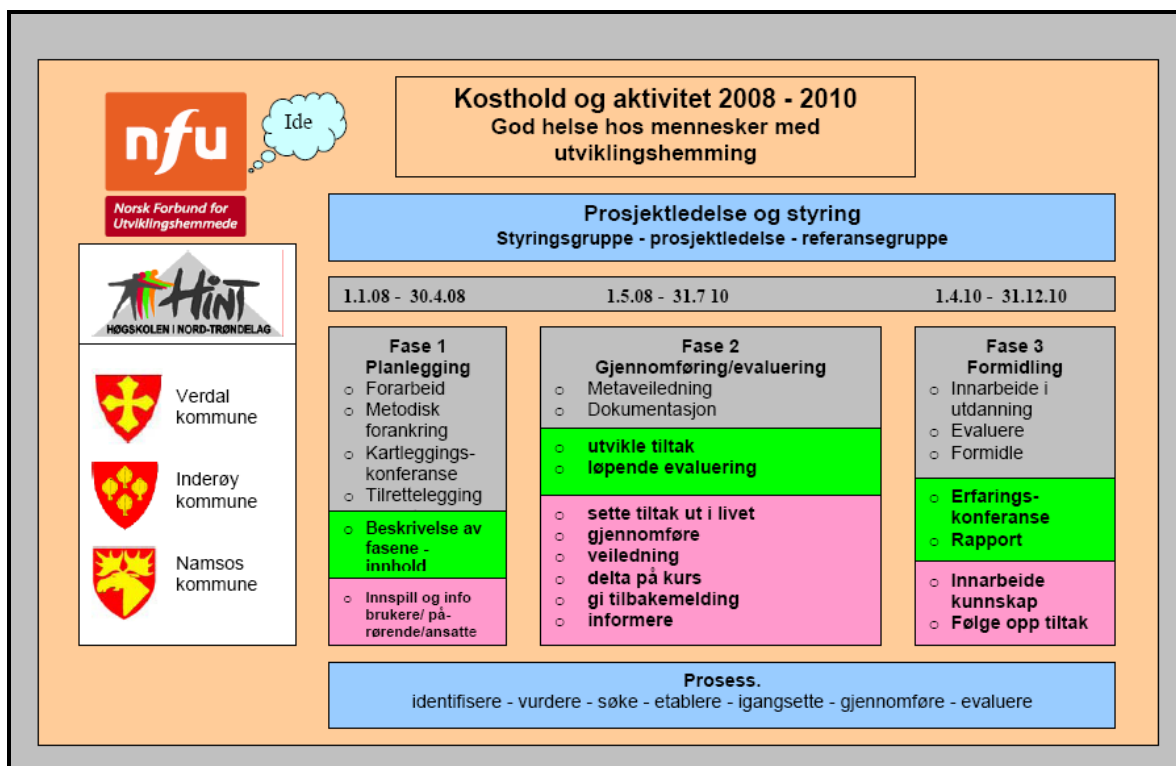 nfu
Norsk Forbund for
Utviklingshemmede
Ide
Kosthold og aktivitet 2008 - 2010
God helse hos mennesker med
utviklingshemming
Prosjektledelse og styring
Styringsgruppe - prosjektledelse - referansegruppe
HiNT
HØGSKOLEN I NORD-TRØNDELAG
Verdal
kommune
Inderøy
kommune
Namsos
kommune
1.1.08 - 30.4.08
1.5.08 - 31.7 10
1.4.10 - 31.12.10
Fase 1
Planlegging
o Forarbeid
o Metodisk
forankring
o Kartleggings-
konferanse
o Tilrettelegging
o Beskrivelse av
fasene -
innhold
o Innspill og info
brukere/ på-
rørende/ansatte
Fase 2
Gjennomføring/evaluering
o Metaveiledning
o Dokumentasjon
o utvikle tiltak
o løpende evaluering
o sette tiltak ut i livet
o gjennomføre
o veiledning
o delta på kurs
o gi tilbakemelding
o informere
Fase 3
Formidling
o Innarbeide i
utdanning
o Evaluere
o Formidle
o Erfarings-
konferanse
o Rapport
o Innarbeide
kunnskap
o Følge opp tiltak
Prosess.
identifisere - vurdere - søke - etablere - igangsette - gjennomføre - evaluere